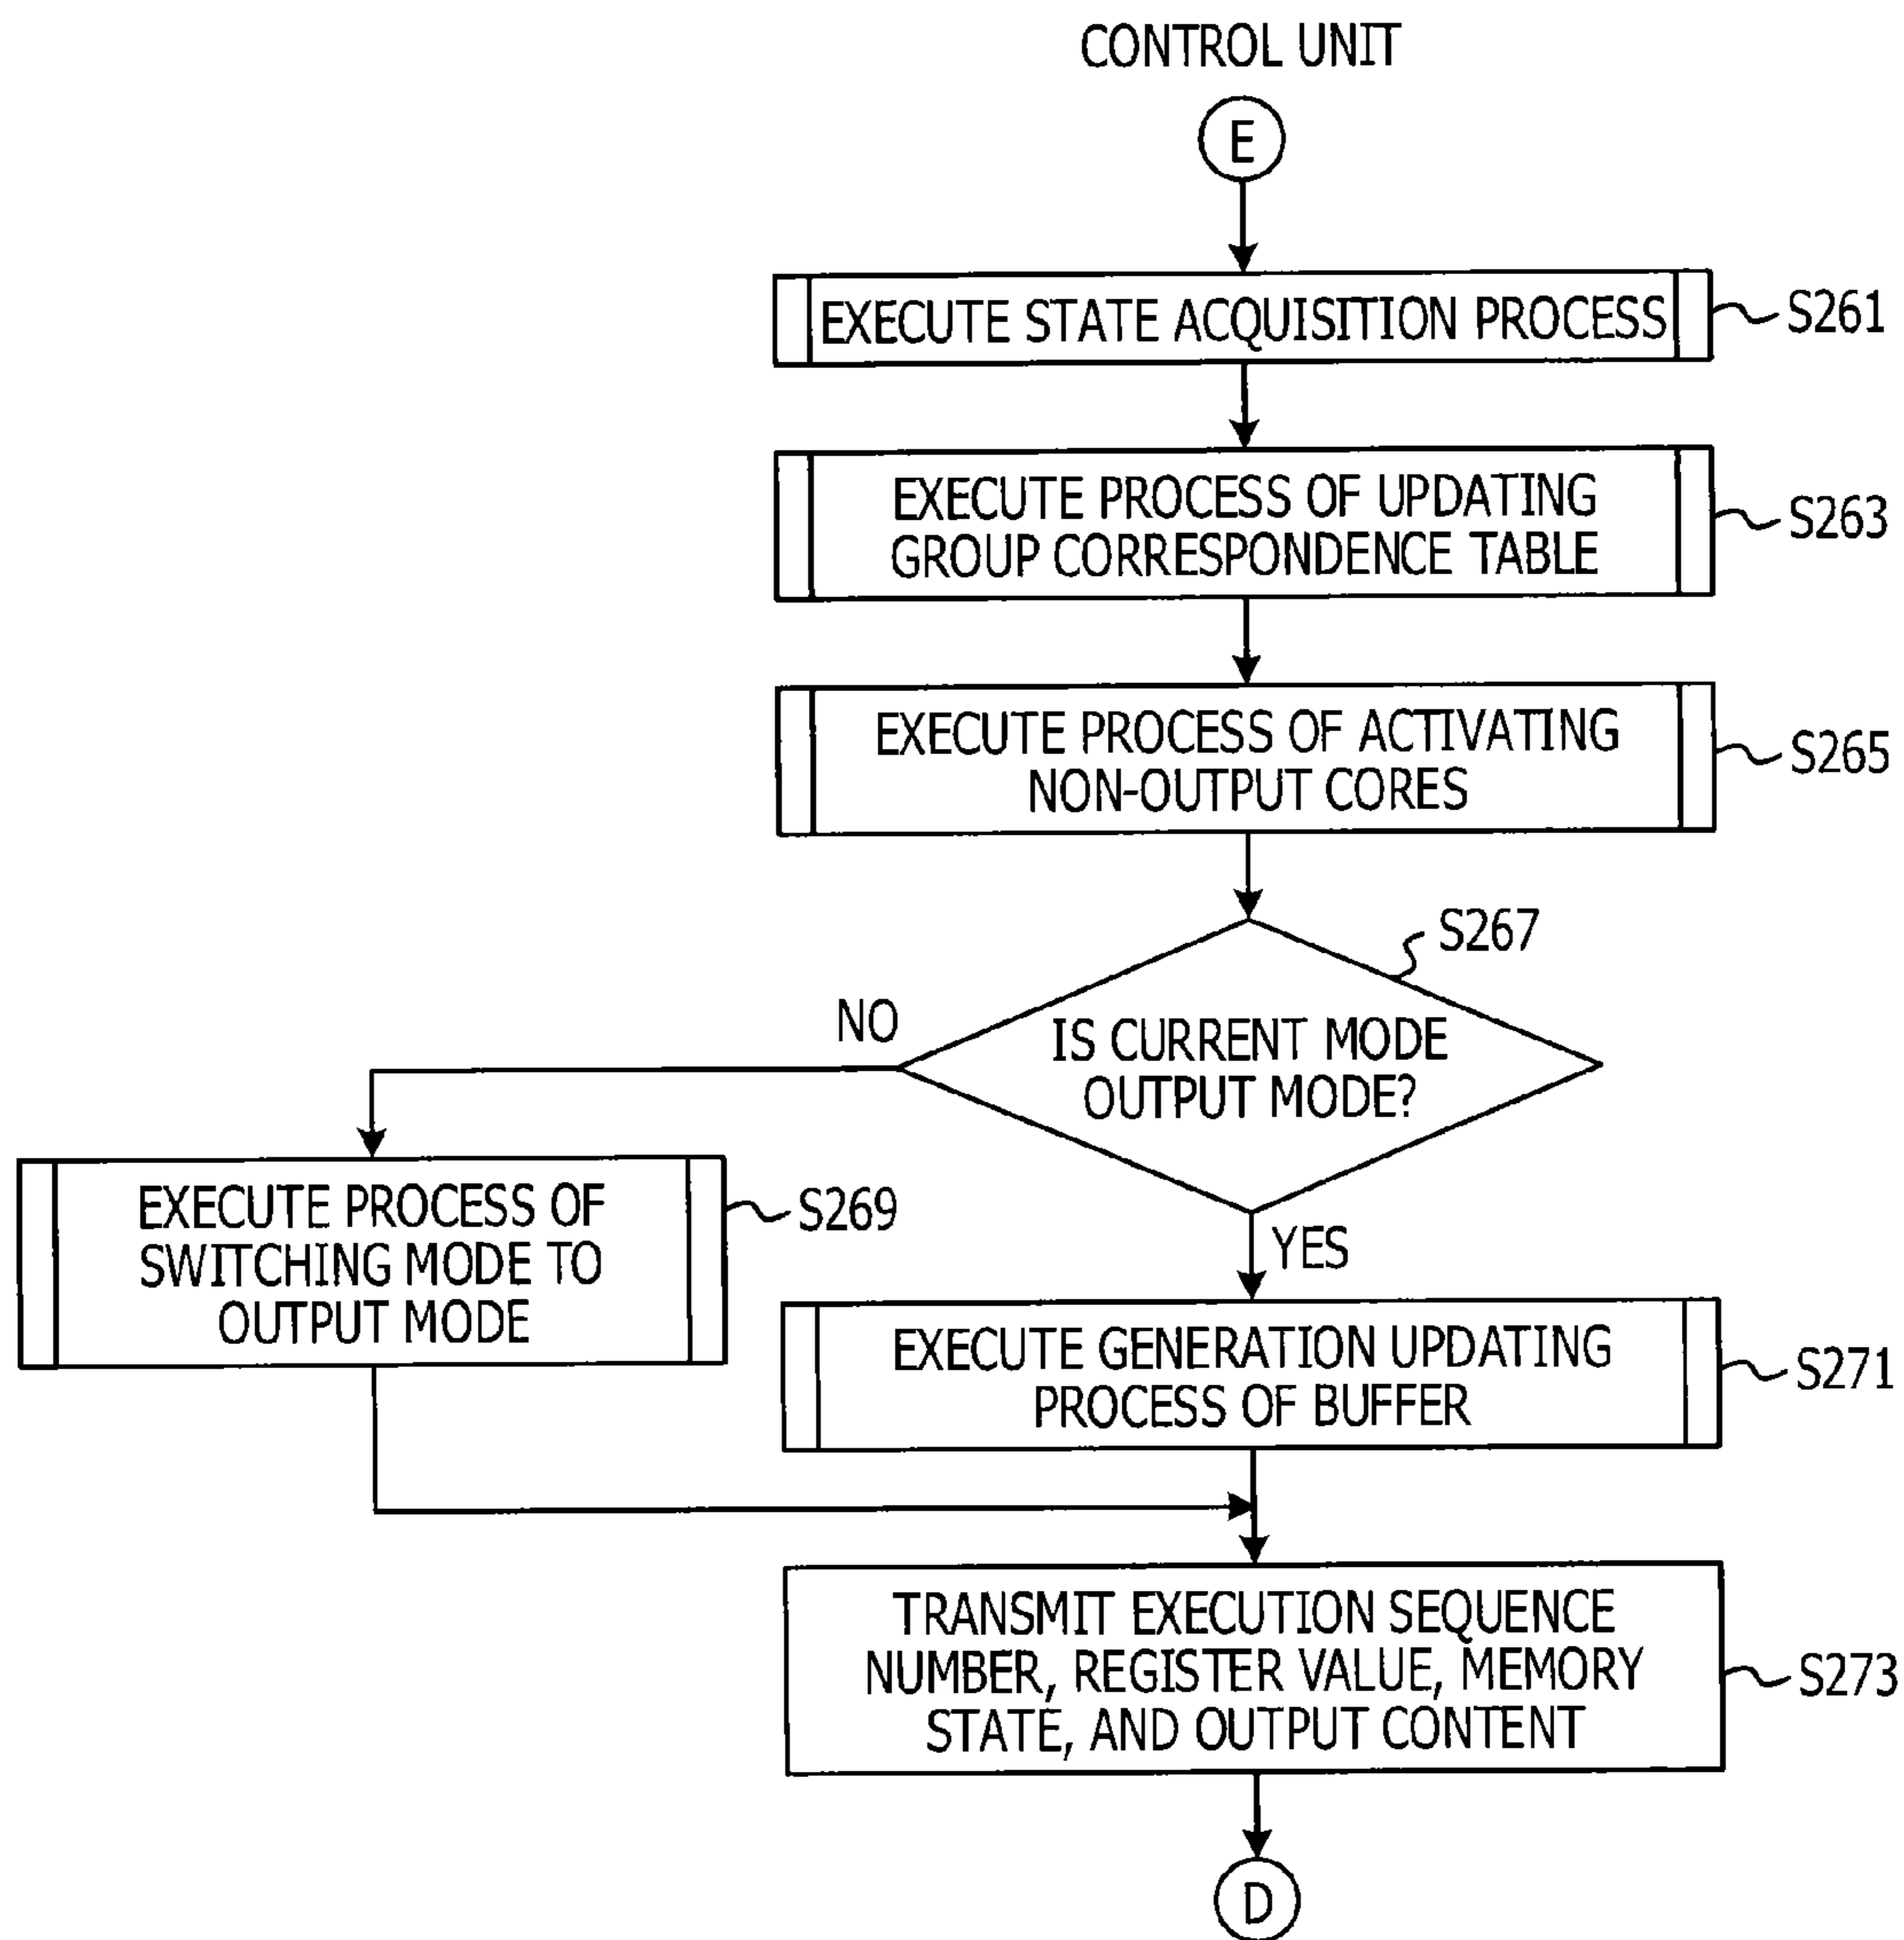 CONTROL UNIT
E
EXECUTE STATE ACQUISITION PROCESS
S261
EXECUTE PROCESS OF UPDATING
GROUP CORRESPONDENCE TABLE
S263
EXECUTE PROCESS OF ACTIVATING
NON-OUTPUT CORES
S265
S267
NO
IS CURRENT MODE
OUTPUT MODE?
EXECUTE PROCESS OF
SWITCHING MODE TO
OUTPUT MODE
S269
YES
EXECUTE GENERATION UPDATING
PROCESS OF BUFFER
S271
TRANSMIT EXECUTION SEQUENCE
NUMBER, REGISTER VALUE, MEMORY
STATE, AND OUTPUT CONTENT
S273
D